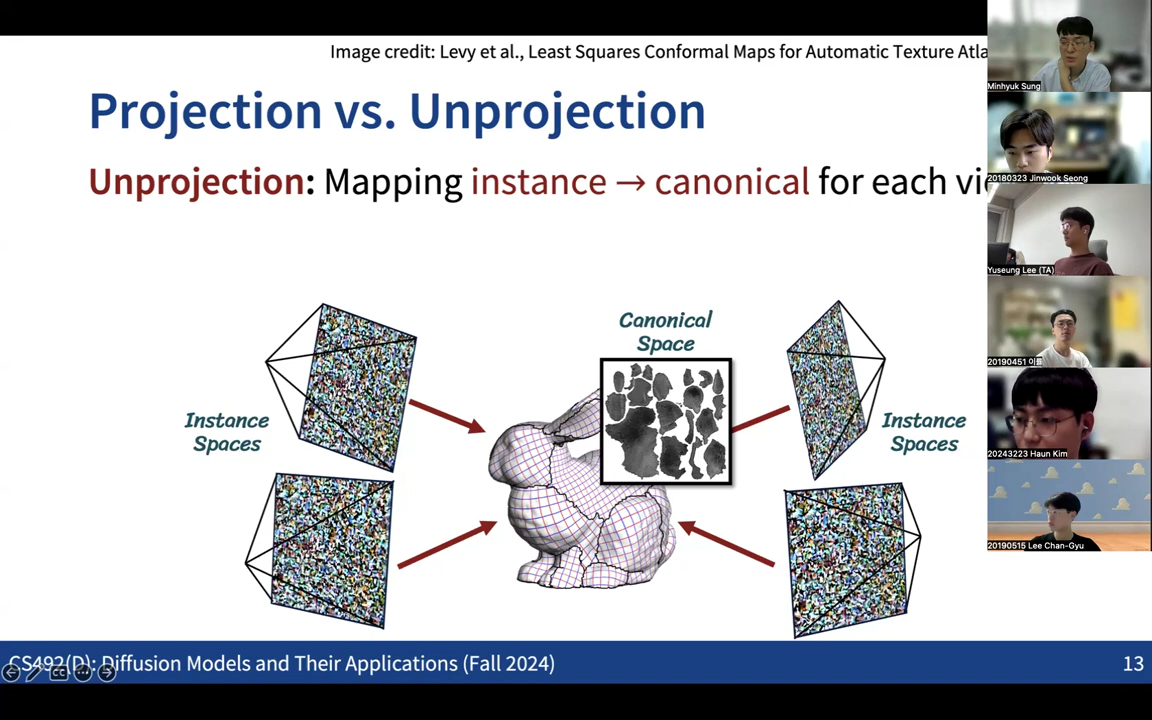 Image credit: Levy et al., Least Squares Conformal Maps for Automatic Texture Atla
Projection vs. Unprojection
Unprojection: Mapping instance → canonical for each vi
Canonical
Space
Instance
Spaces
Instance
Spaces
CS492(D): Diffusion Models and Their Applications (Fall 2024)
13
CC
Minhyuk Sung
20180323 Jinwook Seong
Yuseung Lee (TA)
20190451 이름
20243223 Haun Kim
20190515 Lee Chan-Gyu